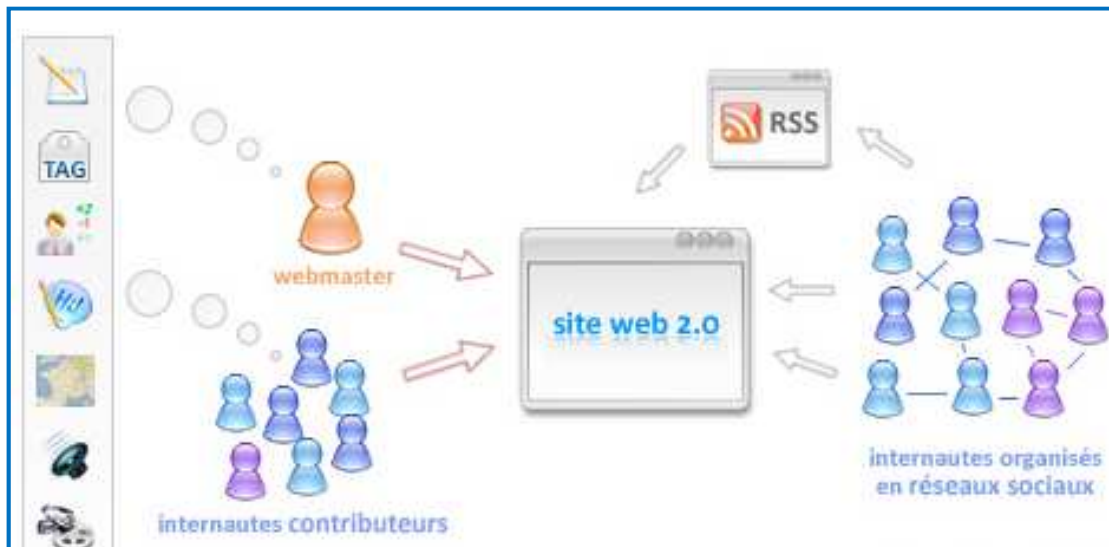 TAG
RSS
webmaster
site web 2.0
internautes contributeurs
internautes organisés
en réseaux sociaux